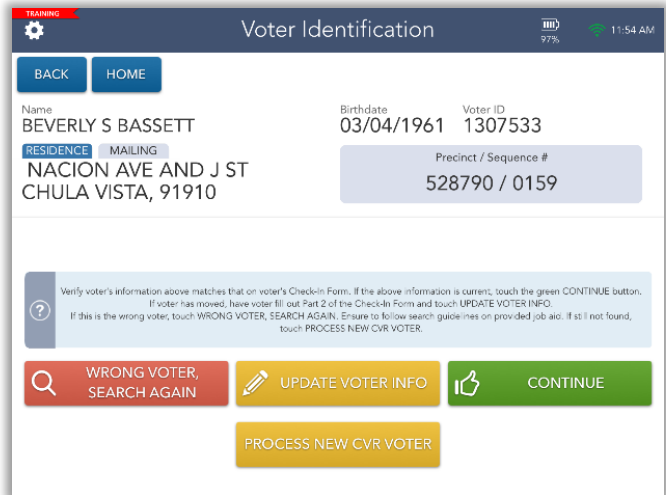 TRAINING
Voter Identification
97%
11:54 AM
BACK
HOME
Name
BEVERLY S BASSETT
Birthdate
03/04/1961
Voter ID
1307533
RESIDENCE
MAILING
NACION AVE AND J ST
CHULA VISTA, 91910
Precinct / Sequence #
528790 / 0159
?
Verify voter's information above matches that on voter's Check-In Form. If the above information is current, touch the green CONTINUE button.
If voter has moved, have voter fill out Part 2 of the Check-In Form and touch UPDATE VOTER INFO.
If this is the wrong voter, touch WRONG VOTER, SEARCH AGAIN. Ensure to follow search guidelines on provided job aid. If still not found,
touch PROCESS NEW CVR VOTER.
WRONG VOTER,
SEARCH AGAIN
UPDATE VOTER INFO
CONTINUE
PROCESS NEW CVR VOTER